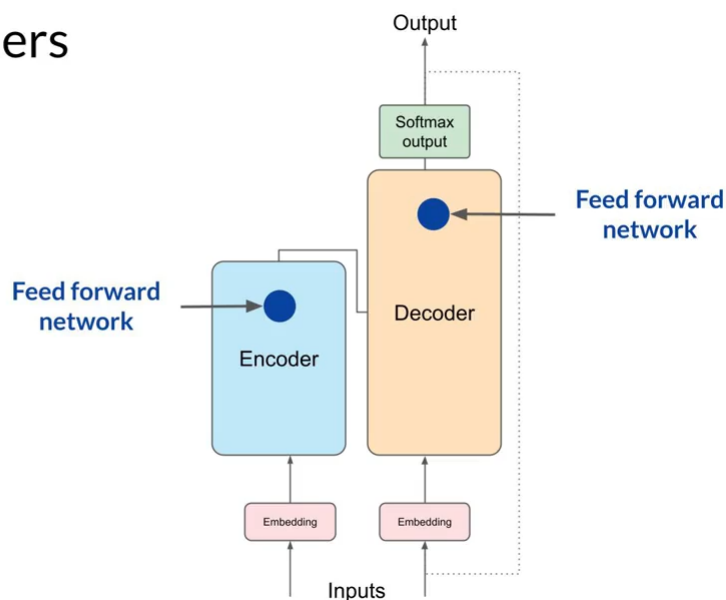 ers
Output
Softmax
output
Feed forward
network
Feed forward
network
Decoder
Encoder
Embedding
Embedding
Inputs